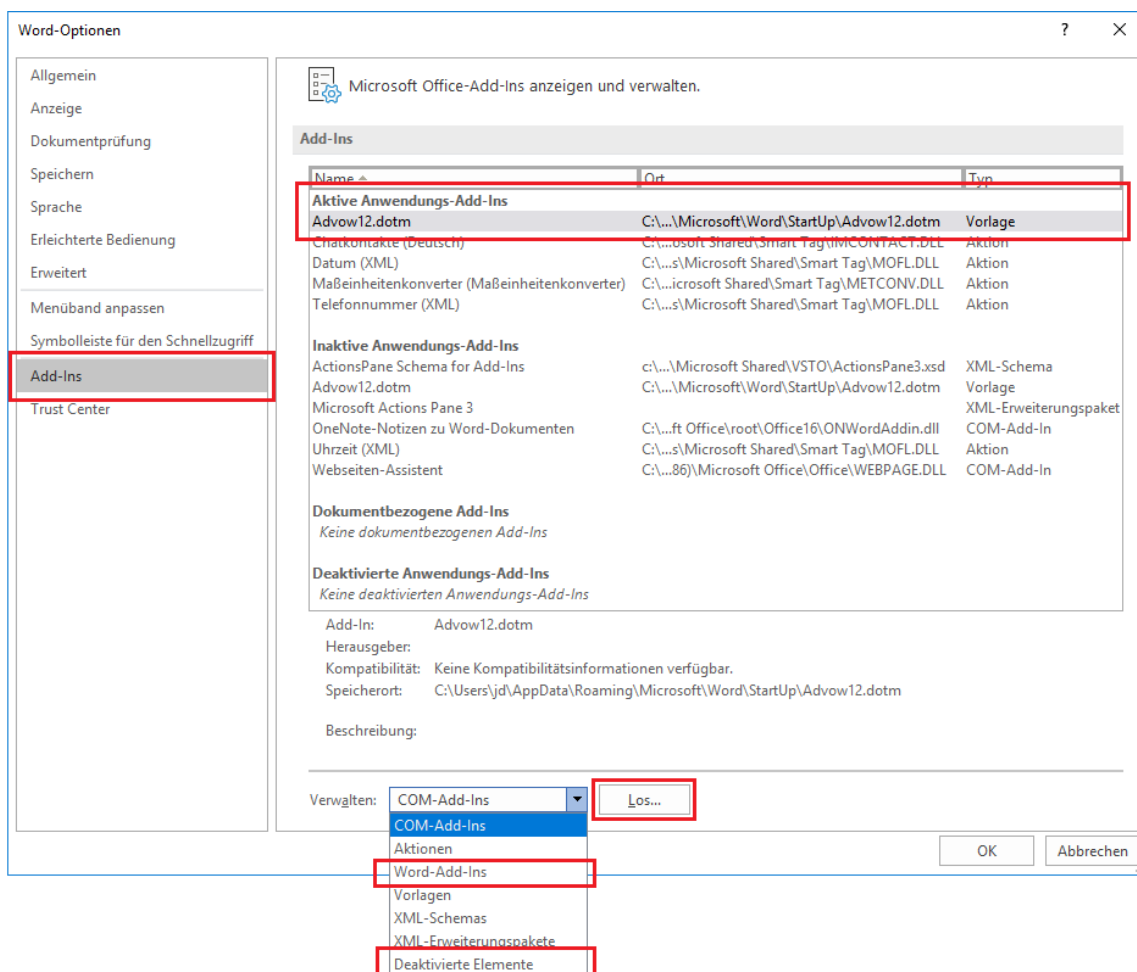 Word-Optionen
?
Allgemein
Anzeige
Dokumentprüfung
Speichern
Sprache
Erleichterte Bedienung
Erweitert
Menüband anpassen
Symbolleiste für den Schnellzugriff
Add-Ins
Trust Center
Microsoft Office-Add-Ins anzeigen und verwalten.
Add-Ins
Name Ort Typ
Aktive Anwendungs-Add-Ins
Advow12.dotm C:\...\Microsoft\Word\StartUp\Advow12.dotm Vorlage
Chatkontakte (Deutsch) C:\...osoft Shared\Smart Tag\IMCONTACT.DLL Aktion
Datum (XML) C:\...s\Microsoft Shared\Smart Tag\MOFL.DLL Aktion
Maßeinheitenkonverter (Maßeinheitenkonverter) C:\...icrosoft Shared\Smart Tag\METCONV.DLL Aktion
Telefonnummer (XML) C:\...s\Microsoft Shared\Smart Tag\MOFL.DLL Aktion
Inaktive Anwendungs-Add-Ins
ActionsPane Schema for Add-Ins c:\...\Microsoft Shared\VSTO\ActionsPane3.xsd XML-Schema
Advow12.dotm C:\...\Microsoft\Word\StartUp\Advow12.dotm Vorlage
Microsoft Actions Pane 3 XML-Erweiterungspaket
OneNote-Notizen zu Word-Dokumenten C:\...ft Office\root\Office16\ONWordAddin.dll COM-Add-In
Uhrzeit (XML) C:\...s\Microsoft Shared\Smart Tag\MOFL.DLL Aktion
Webseiten-Assistent C:\...86)\Microsoft Office\Office\WEBPAGE.DLL COM-Add-In
Dokumentbezogene Add-Ins
Keine dokumentbezogenen Add-Ins
Deaktivierte Anwendungs-Add-Ins
Keine deaktivierten Anwendungs-Add-Ins
Add-In: Advow12.dotm
Herausgeber:
Kompatibilität: Keine Kompatibilitätsinformationen verfügbar.
Speicherort: C:\Users\jd\AppData\Roaming\Microsoft\Word\StartUp\Advow12.dotm
Beschreibung:
Verwalten: COM-Add-Ins Los...
COM-Add-Ins
Aktionen
Word-Add-Ins
Vorlagen
XML-Schemas
XML-Erweiterungspakete
Deaktivierte Elemente
OK Abbrechen